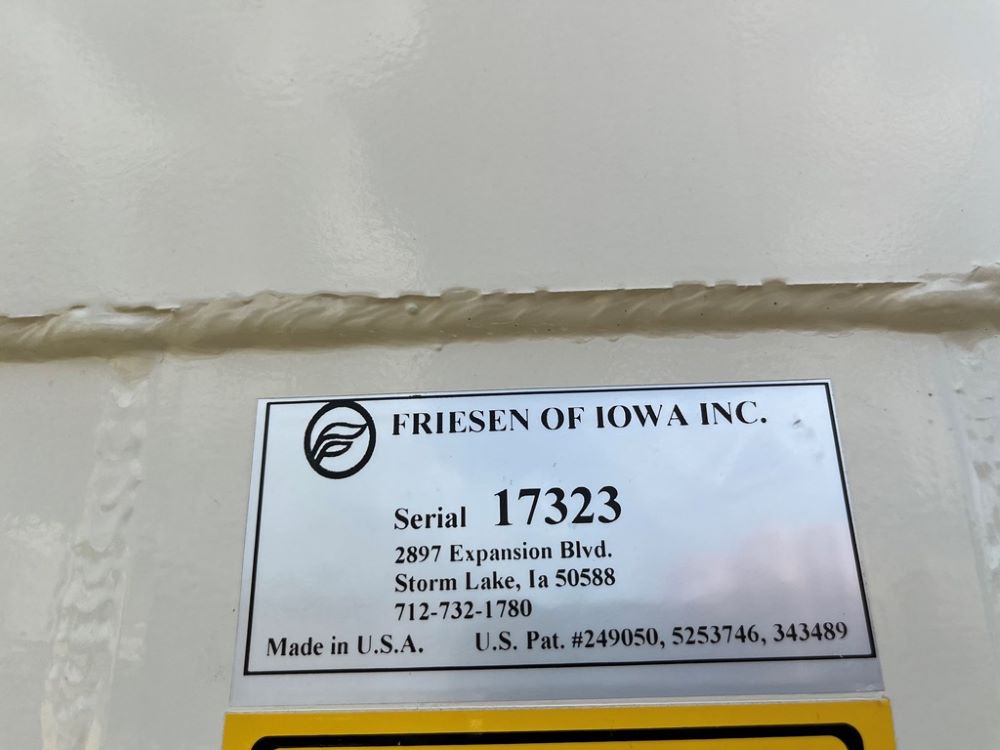 FRIESEN OF IOWA INC.
Serial 17323
2897 Expansion Blvd.
Storm Lake, Ia 50588
712-732-1780
Made in U.S.A. U.S. Pat. #249050, 5253746, 343489